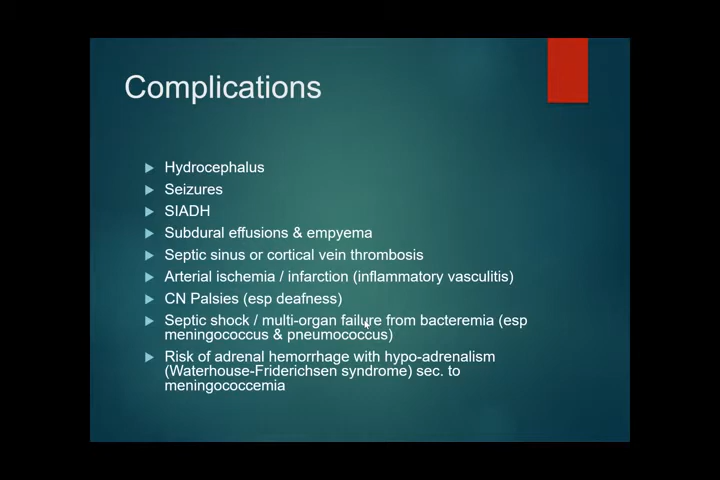 Complications
Hydrocephalus
Seizures
SIADH
Subdural effusions & empyema
Septic sinus or cortical vein thrombosis
Arterial ischemia / infarction (inflammatory vasculitis)
CN Palsies (esp deafness)
Septic shock / multi-organ failure from bacteremia (esp
meningococcus & pneumococcus)
Risk of adrenal hemorrhage with hypo-adrenalism
(Waterhouse-Friderichsen syndrome) sec. to
meningococcemia